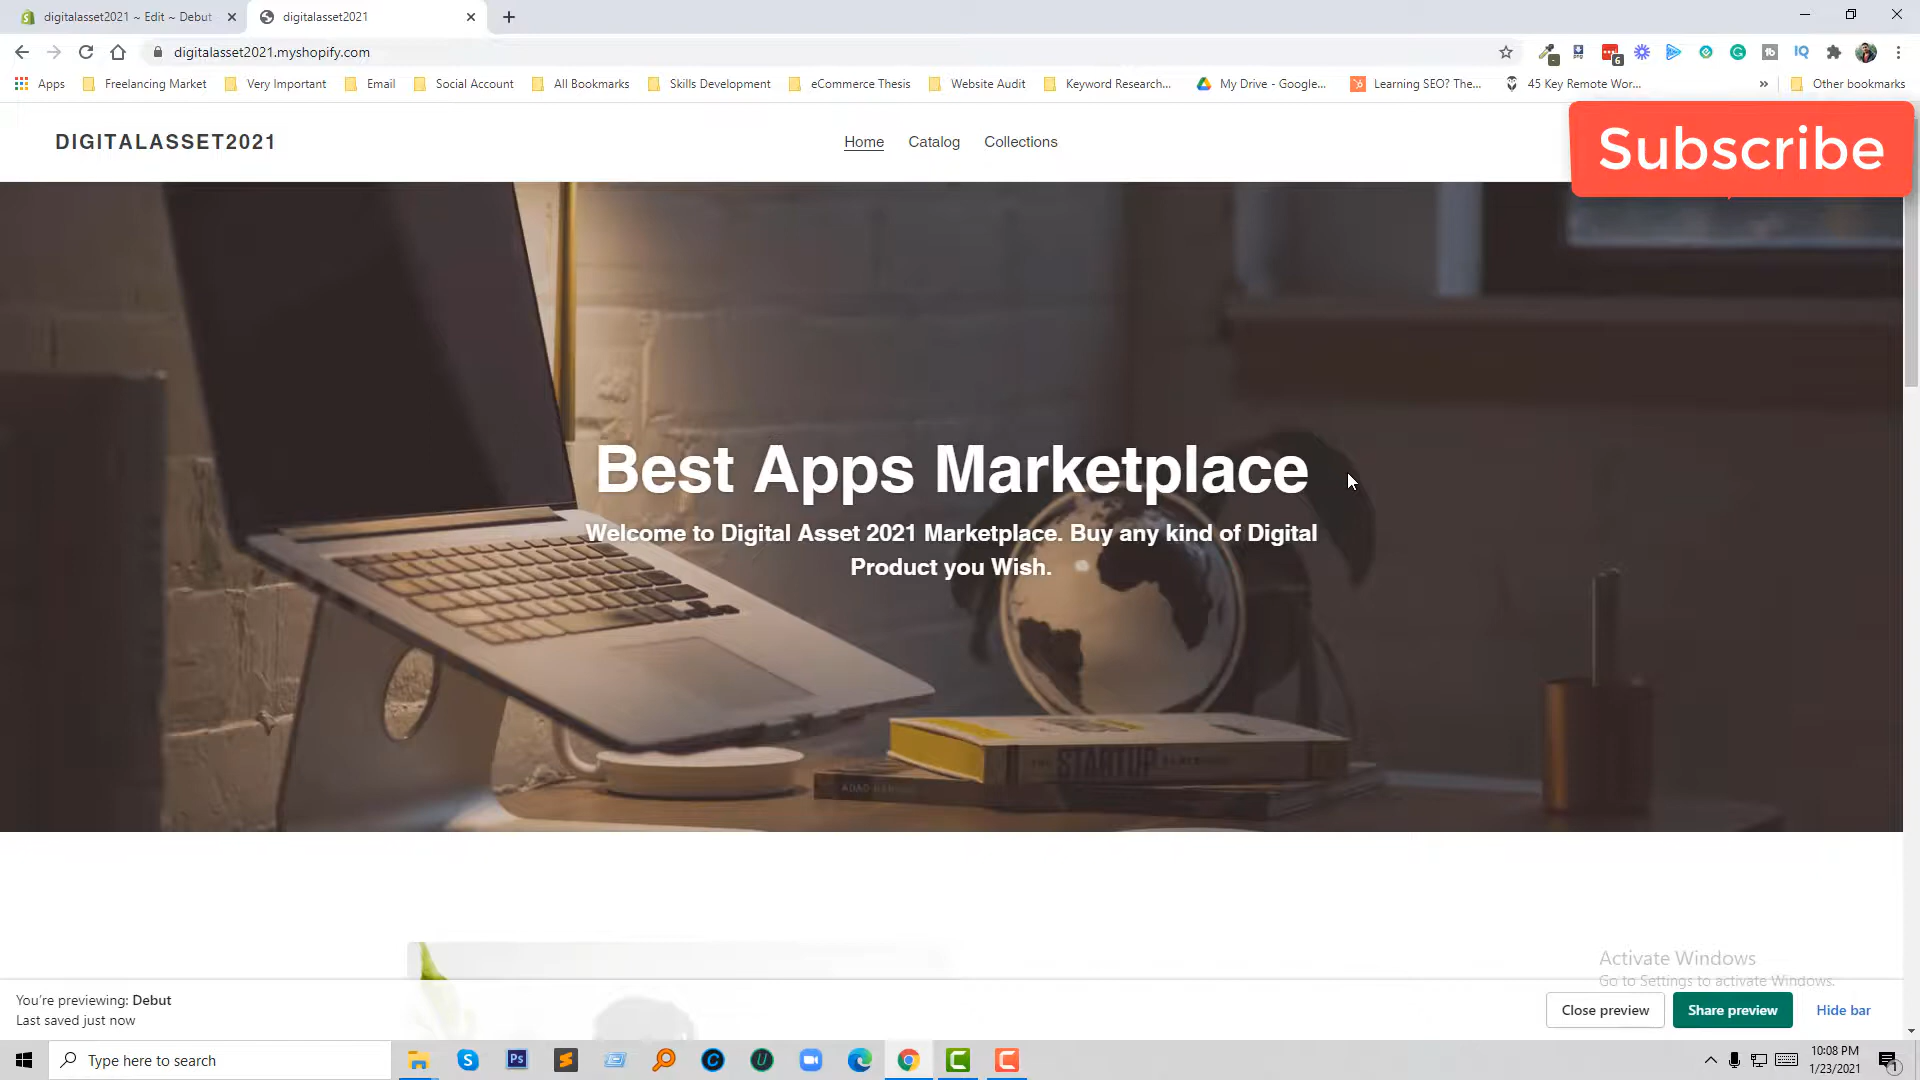 digitalasset2021 ~ Edit ~ Debut
digitalasset2021
digitalasset2021.myshopify.com
6
Apps
Freelancing Market
Very Important
Email
Social Account
All Bookmarks
Skills Development
eCommerce Thesis
Website Audit
Keyword Research...
My Drive - Google...
Learning SEO? The...
45 Key Remote Wor...
»
Other bookmarks
DIGITALASSET2021
Home
Catalog
Collections
Subscribe
Best Apps Marketplace
Welcome to Digital Asset 2021 Marketplace. Buy any kind of Digital
Product you Wish.
STARTUP
Activate Windows
Go to Settings to activate Windows.
You're previewing: Debut
Last saved just now
Close preview
Share preview
Hide bar
Type here to search
Ps
10:08 PM
1/23/2021
1